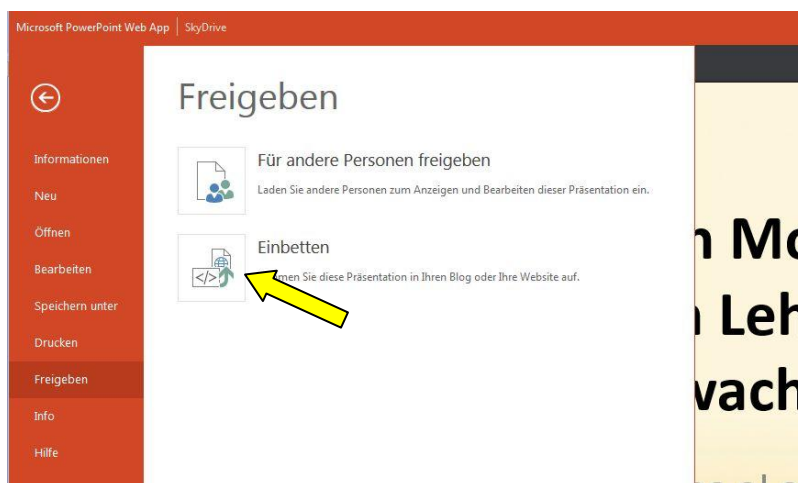 Microsoft PowerPoint Web App | SkyDrive
Freigeben
Informationen
Neu
Öffnen
Bearbeiten
Speichern unter
Drucken
Freigeben
Info
Hilfe
Für andere Personen freigeben
Laden Sie andere Personen zum Anzeigen und Bearbeiten dieser Präsentation ein.
Einbetten
men Sie diese Präsentation in Ihren Blog oder Ihre Website auf.
n Mo
Leh
wach